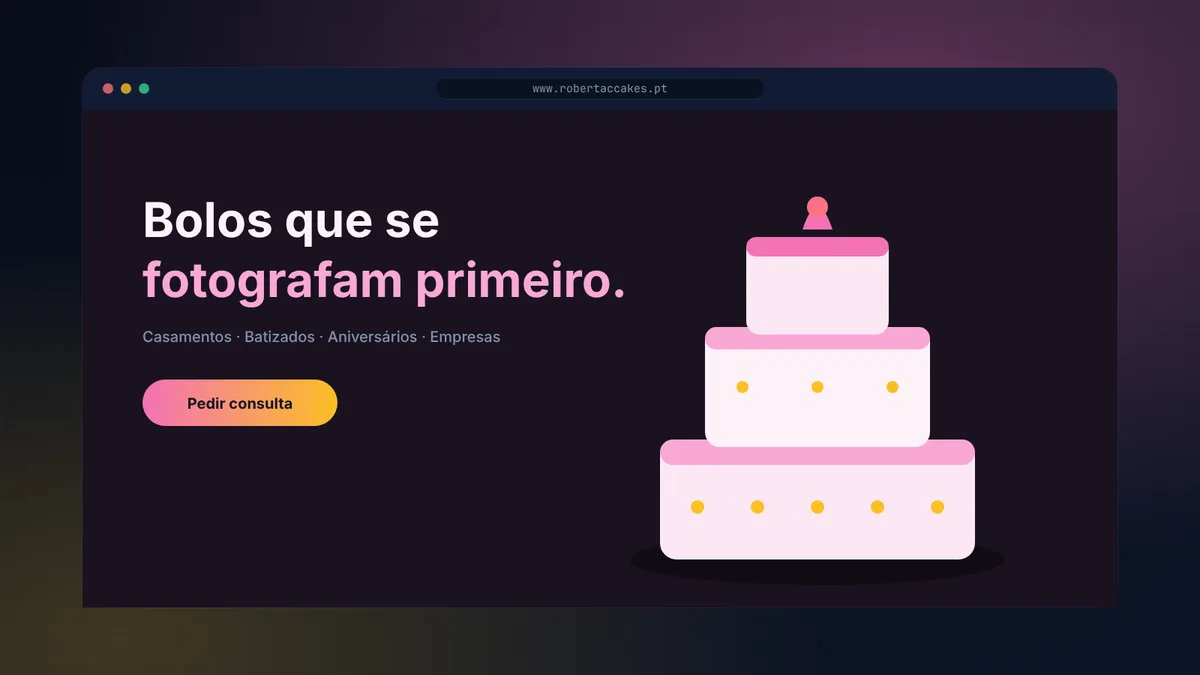 www.robertaccakes.pt
Bolos que se
fotografam primeiro.
Casamentos · Batizados · Aniversários · Empresas
Pedir consulta